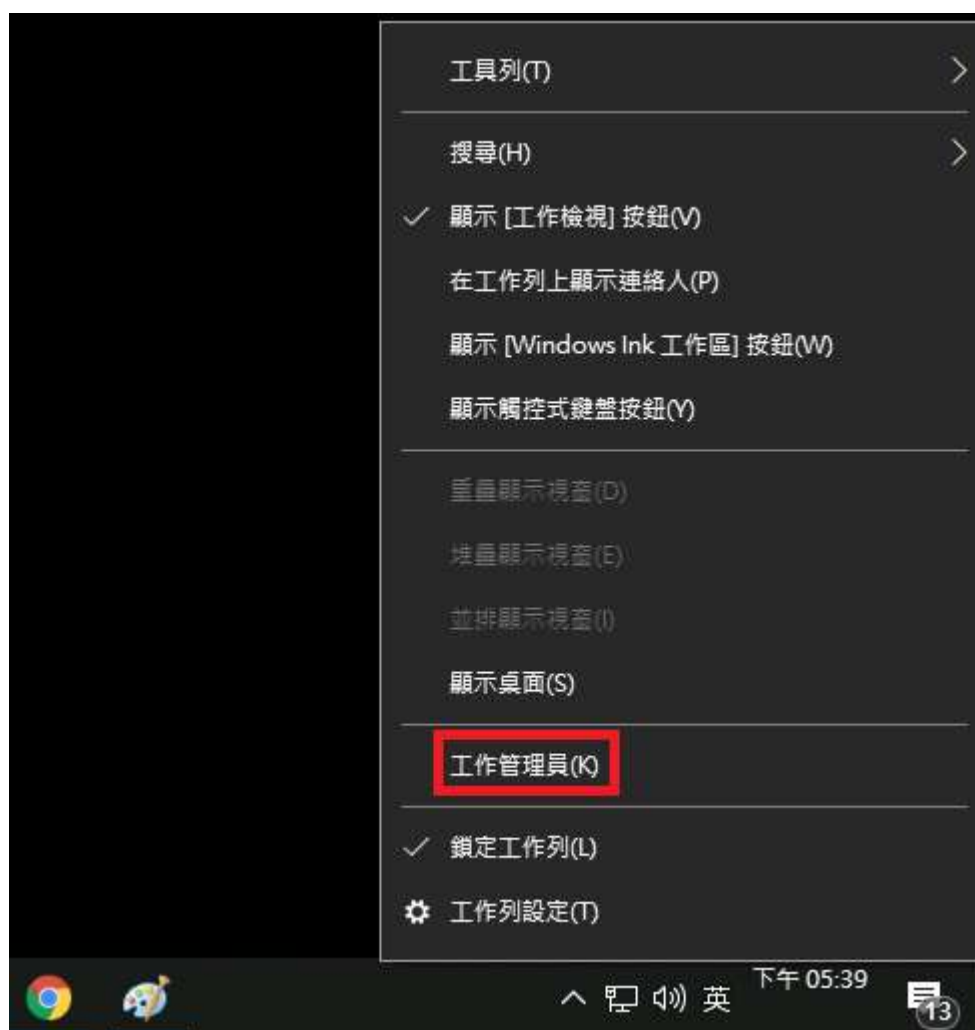 工具列(T)
搜尋(H)
顯示 [工作檢視] 按鈕(V)
在工作列上顯示連絡人(P)
顯示 [Windows Ink 工作區] 按鈕(W)
顯示觸控式鍵盤按鈕(Y)
重疊顯示視窗(D)
堆疊顯示視窗(E)
並排顯示視窗(I)
顯示桌面(S)
工作管理員(K)
鎖定工作列(L)
工作列設定(T)
英 下午 05:39 13